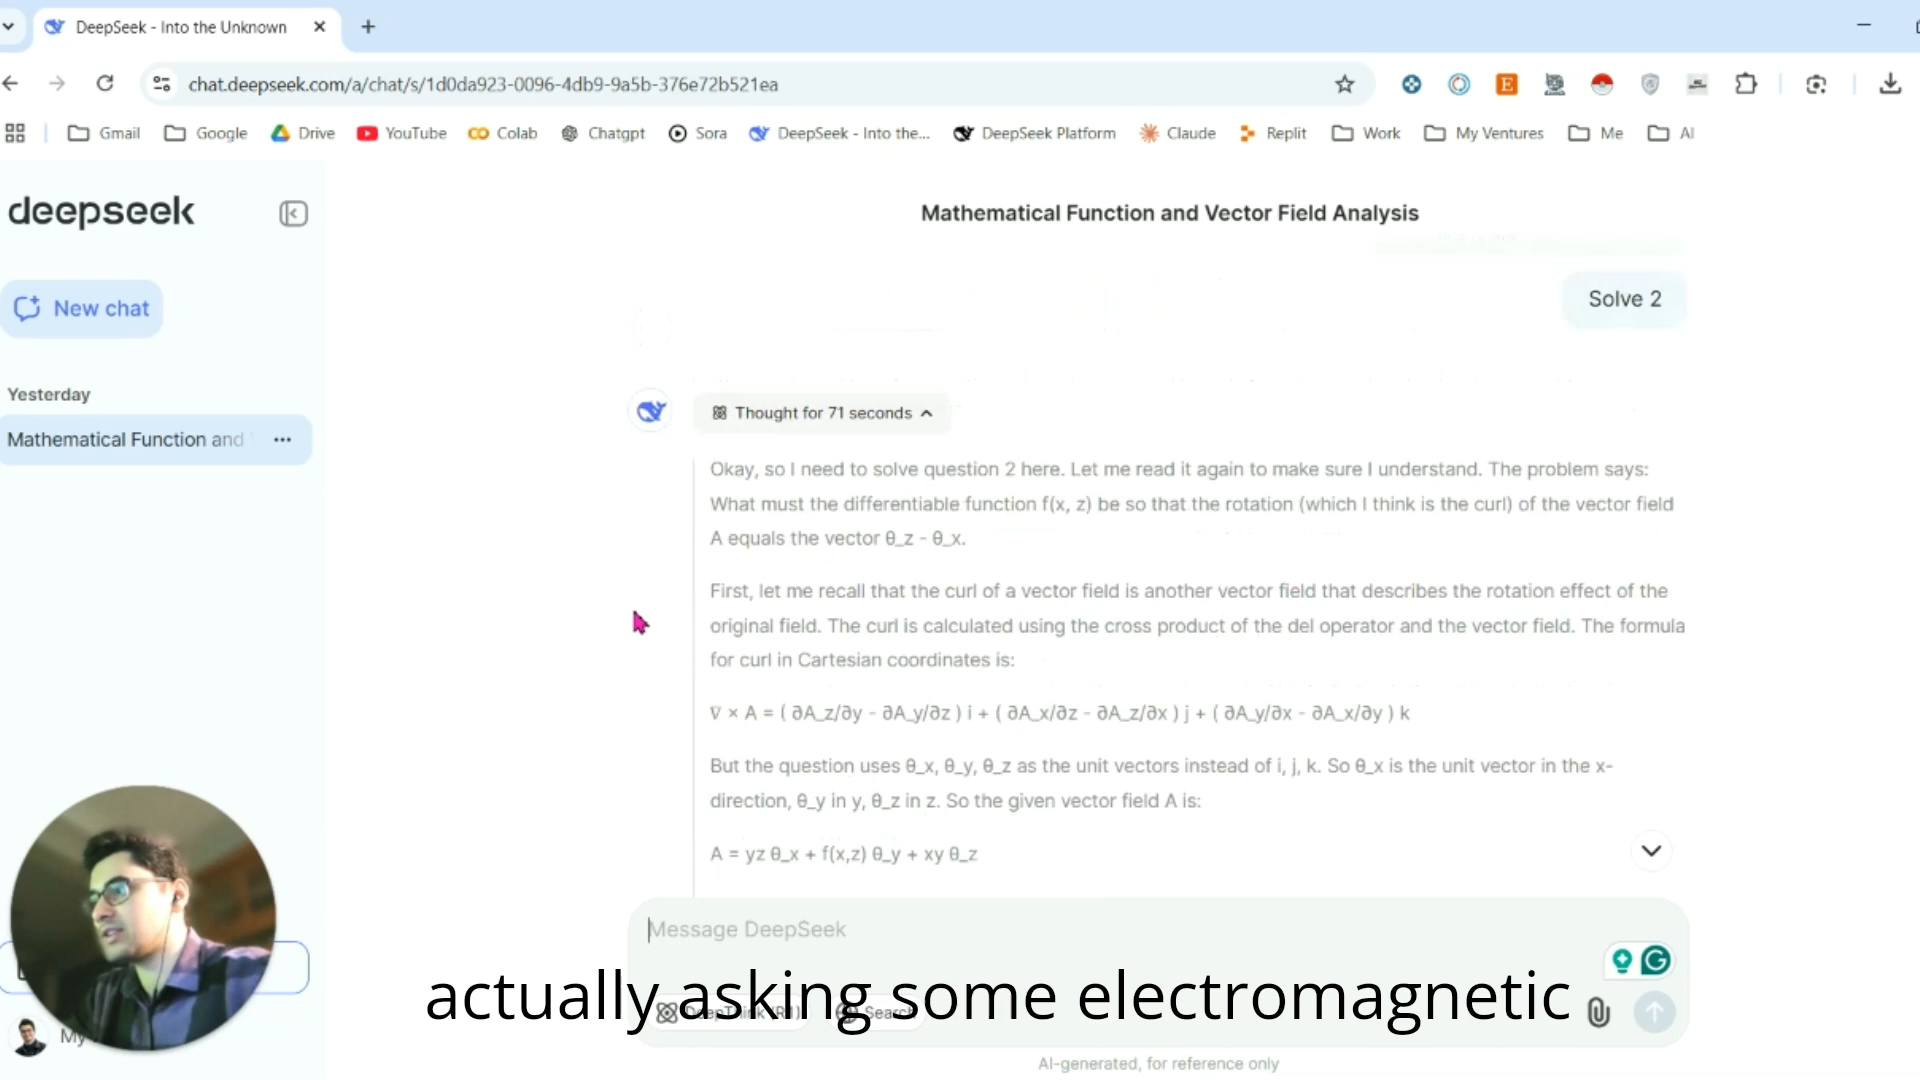 DeepSeek - Into the Unknown
chat.deepseek.com/a/chat/s/1d0da923-0096-4db9-9a5b-376e72b521ea
Gmail Google Drive YouTube Colab Chatgpt Sora DeepSeek - Into the... DeepSeek Platform Claude Replit Work My Ventures Me AI
deepseek
Mathematical Function and Vector Field Analysis
New chat
Solve 2
Yesterday
Mathematical Function and
Thought for 71 seconds
Okay, so I need to solve question 2 here. Let me read it again to make sure I understand. The problem says:
What must the differentiable function f(x, z) be so that the rotation (which I think is the curl) of the vector field
A equals the vector θ_z - θ_x.
First, let me recall that the curl of a vector field is another vector field that describes the rotation effect of the
original field. The curl is calculated using the cross product of the del operator and the vector field. The formula
for curl in Cartesian coordinates is:
∇ × A = ( ∂A_z/∂y - ∂A_y/∂z ) i + ( ∂A_x/∂z - ∂A_z/∂x ) j + ( ∂A_y/∂x - ∂A_x/∂y ) k
But the question uses θ_x, θ_y, θ_z as the unit vectors instead of i, j, k. So θ_x is the unit vector in the x-
direction, θ_y in y, θ_z in z. So the given vector field A is:
A = yz θ_x + f(x,z) θ_y + xy θ_z
Message DeepSeek
actually asking some electromagnetic
DeepThink (R1) Search
My
AI-generated, for reference only